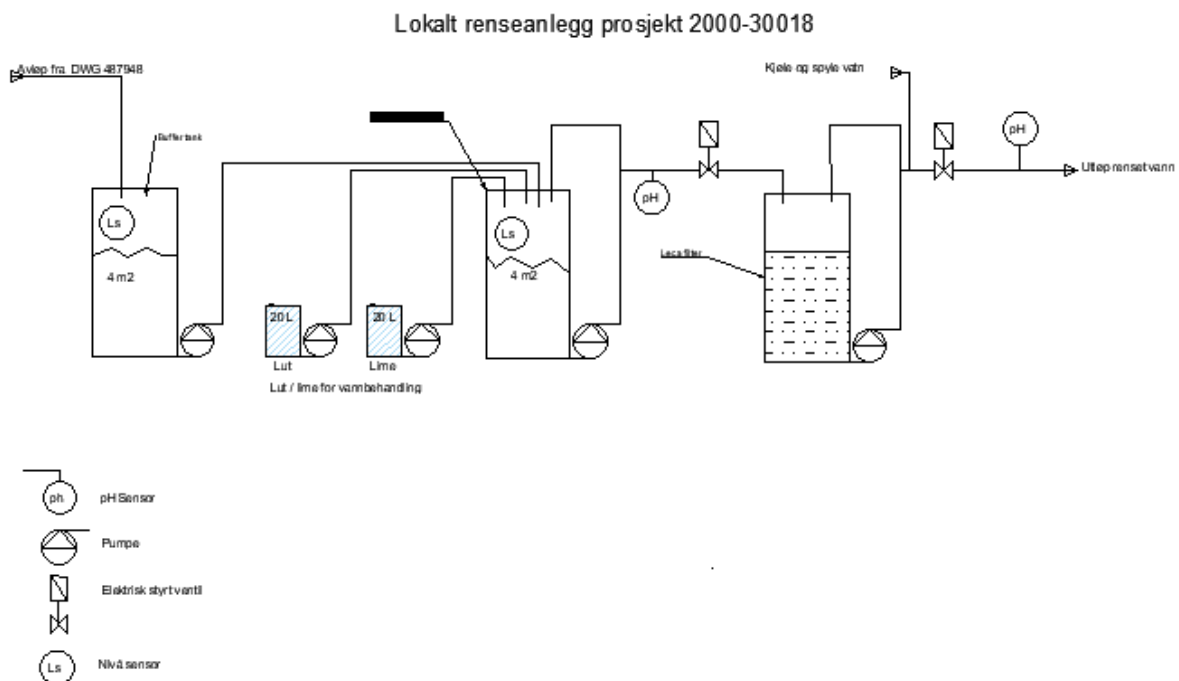 Lokalt renseanlegg prosjekt 2000-30018
Avløp fra DWG 487948
Kjøle og spyle vatn
Buffer tank
pH
Utløp renset vann
Ls
pH
Ls
Leca filter
4 m2
4 m2
20 L
20 L
Lut
Lime
Lut / lime for vannbehandling
ph
pH Sensor
Pumpe
Elektrisk styrt ventil
Ls
Nivå sensor